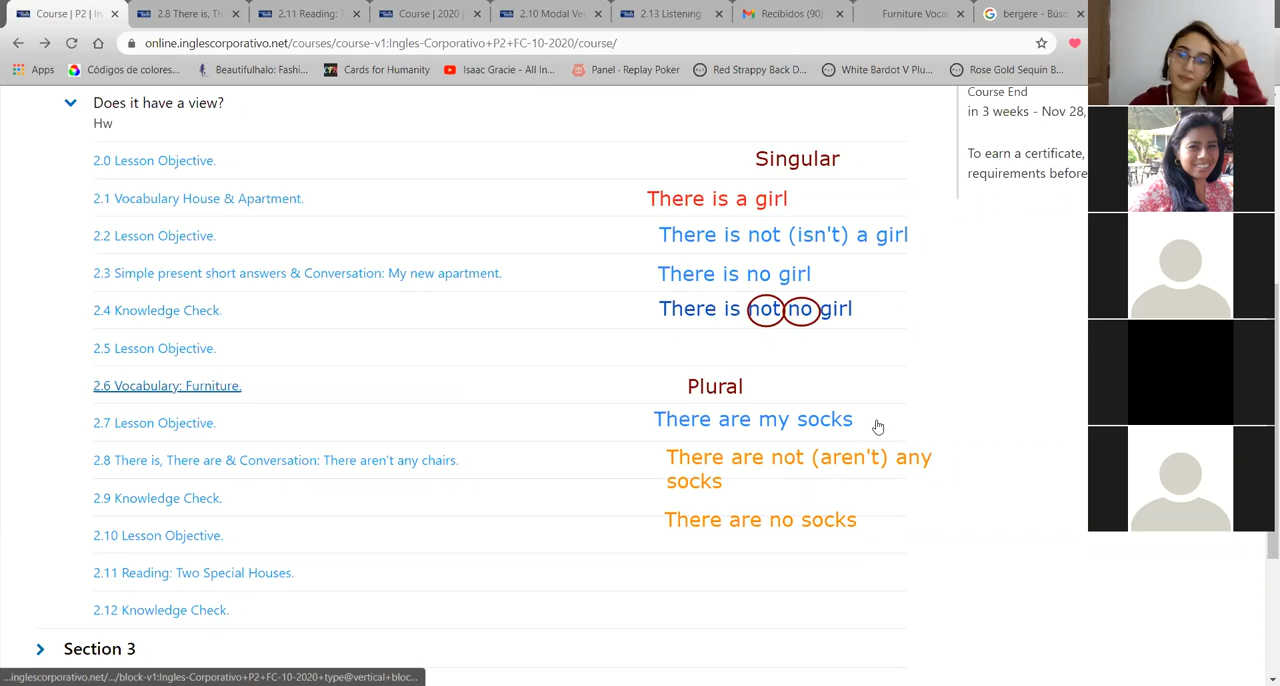 Course | P2 | In
2.8 There is, Th
2.11 Reading: T
Course | 2020
2.10 Modal Ver
2.13 Listening
Recibidos (90)
Furniture Vocal
bergere - Búsq
online.inglescorporativo.net/courses/course-v1:Ingles-Corporativo+P2+FC-10-2020/course/
Apps
Códigos de colores...
Beautifulhalo: Fashi...
Cards for Humanity
Isaac Gracie - All In...
Panel · Replay Poker
Red Strappy Back D...
White Bardot V Plu...
Rose Gold Sequin B...
Does it have a view?
Hw
Course End
in 3 weeks - Nov 28,
To earn a certificate,
requirements before
2.0 Lesson Objective.
2.1 Vocabulary House & Apartment.
2.2 Lesson Objective.
2.3 Simple present short answers & Conversation: My new apartment.
2.4 Knowledge Check.
2.5 Lesson Objective.
2.6 Vocabulary: Furniture.
2.7 Lesson Objective.
2.8 There is, There are & Conversation: There aren't any chairs.
2.9 Knowledge Check.
2.10 Lesson Objective.
2.11 Reading: Two Special Houses.
2.12 Knowledge Check.
Section 3
Singular
There is a girl
There is not (isn't) a girl
There is no girl
There is not no girl
Plural
There are my socks
There are not (aren't) any
socks
There are no socks
...inglescorporativo.net/.../block-v1:Ingles-Corporativo+P2+FC-10-2020+type@vertical+bloc...